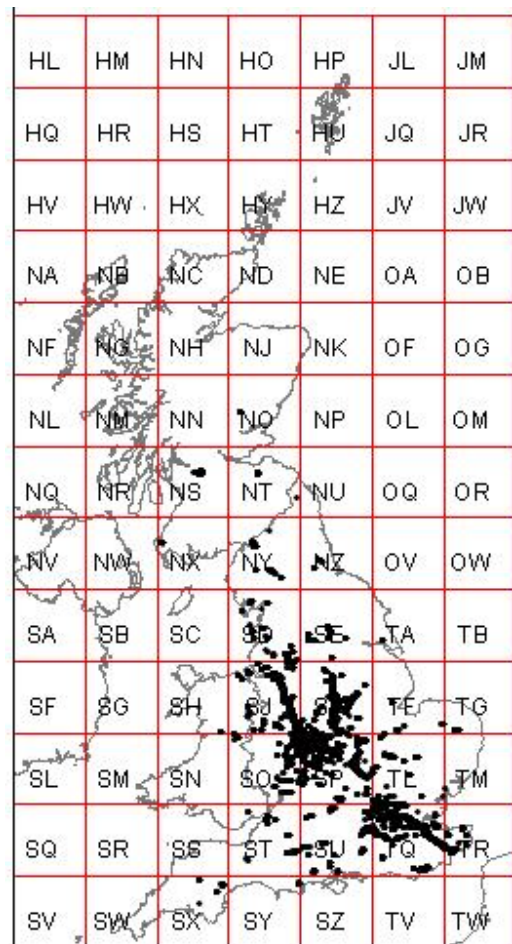 HL HM HN HO HP JL JM
HQ HR HS HT HU JQ JR
HV HW HX HY HZ JV JW
NA NB NC ND NE OA OB
NF NG NH NJ NK OF OG
NL NM NN NO NP OL OM
NQ NR NS NT NU OQ OR
NV NW NX NY NZ OV OW
SA SB SC SD SE TA TB
SF SG SH SJ TF TG
SL SM SN SO SP TL TM
SQ SR SS ST SU TQ TR
SV SW SX SY SZ TV TW